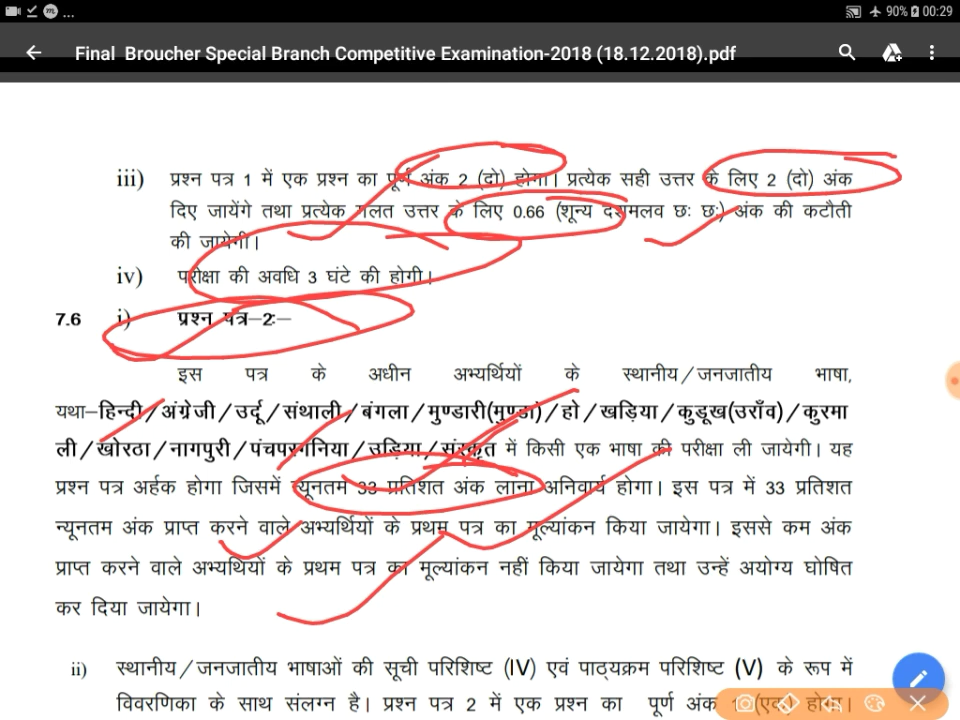 90% 00:29
Final Broucher Special Branch Competitive Examination-2018 (18.12.2018).pdf
iii) प्रश्न पत्र 1 में एक प्रश्न का पूर्ण अंक 2 (दो) होगा। प्रत्येक सही उत्तर के लिए 2 (दो) अंक
दिए जायेंगे तथा प्रत्येक गलत उत्तर के लिए 0.66 (शून्य दशमलव छः छः) अंक की कटौती
की जायेगी।
iv) परीक्षा की अवधि 3 घंटे की होगी।
7.6 i) प्रश्न पत्र–2:–
इस पत्र के अधीन अभ्यर्थियों के स्थानीय/जनजातीय भाषा,
यथा–हिन्दी/अंग्रेजी/उर्दू/संथाली/बंगला/मुण्डारी(मुण्डा)/हो/खड़िया/कुडूख(उराँव)/कुरमा
ली/खोरठा/नागपुरी/पंचपरगनिया/उड़िया/संस्कृत में किसी एक भाषा की परीक्षा ली जायेगी। यह
प्रश्न पत्र अर्हक होगा जिसमें न्यूनतम 33 प्रतिशत अंक लाना अनिवार्य होगा। इस पत्र में 33 प्रतिशत
न्यूनतम अंक प्राप्त करने वाले अभ्यर्थियों के प्रथम पत्र का मूल्यांकन किया जायेगा। इससे कम अंक
प्राप्त करने वाले अभ्यथियों के प्रथम पत्र का मूल्यांकन नहीं किया जायेगा तथा उन्हें अयोग्य घोषित
कर दिया जायेगा।
ii) स्थानीय/जनजातीय भाषाओं की सूची परिशिष्ट (IV) एवं पाठ्यक्रम परिशिष्ट (V) के रूप में
विवरणिका के साथ संलग्न है। प्रश्न पत्र 2 में एक प्रश्न का पूर्ण अंक (एक) होगा।